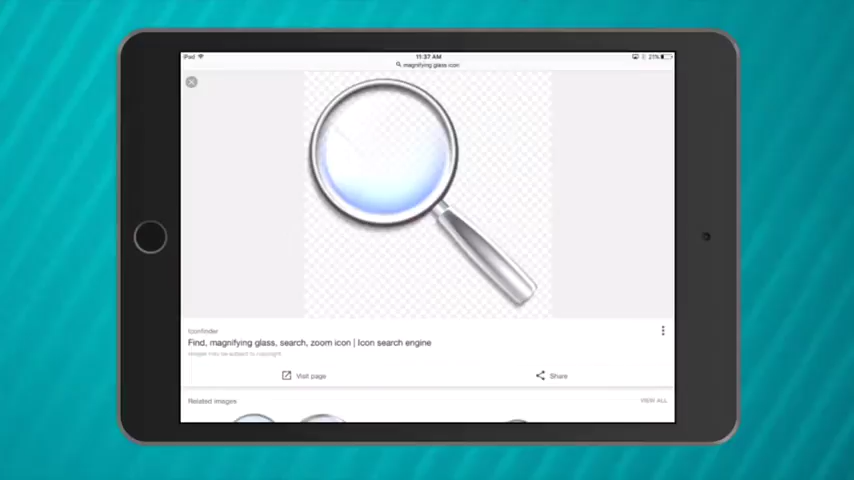 iPad
11:37 AM
21%
magnifying glass icon
Iconfinder
Find, magnifying glass, search, zoom icon | Icon search engine
Images may be subject to copyright
Visit page
Share
Related images
VIEW ALL